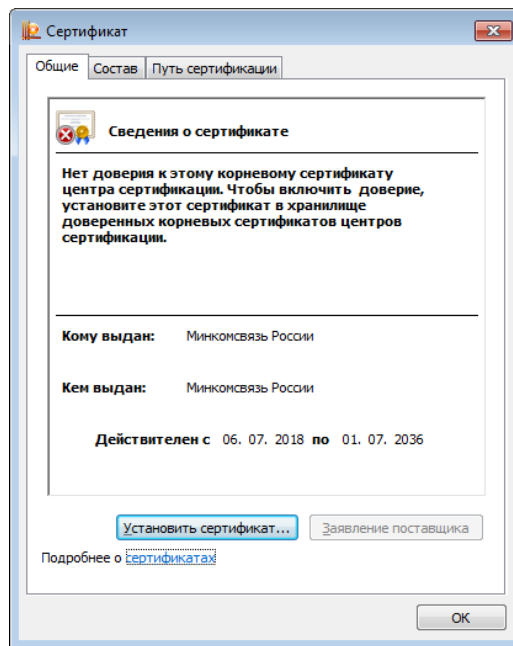 Сертификат
Общие Состав Путь сертификации
Сведения о сертификате
Нет доверия к этому корневому сертификату
центра сертификации. Чтобы включить доверие,
установите этот сертификат в хранилище
доверенных корневых сертификатов центров
сертификации.
Кому выдан: Минкомсвязь России
Кем выдан: Минкомсвязь России
Действителен с 06. 07. 2018 по 01. 07. 2036
Установить сертификат... Заявление поставщика
Подробнее о сертификатах
ОК